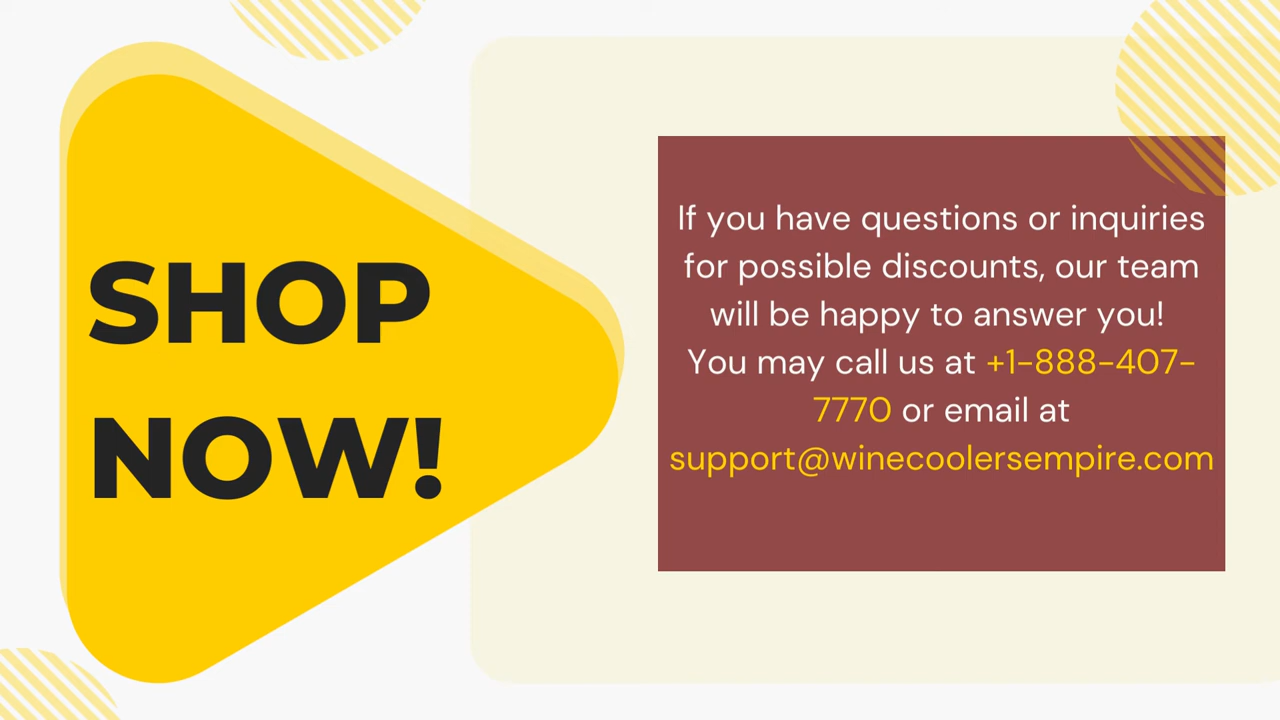 SHOP
NOW!
If you have questions or inquiries
for possible discounts, our team
will be happy to answer you!
You may call us at +1-888-407-
7770 or email at
support@winecoolersempire.com